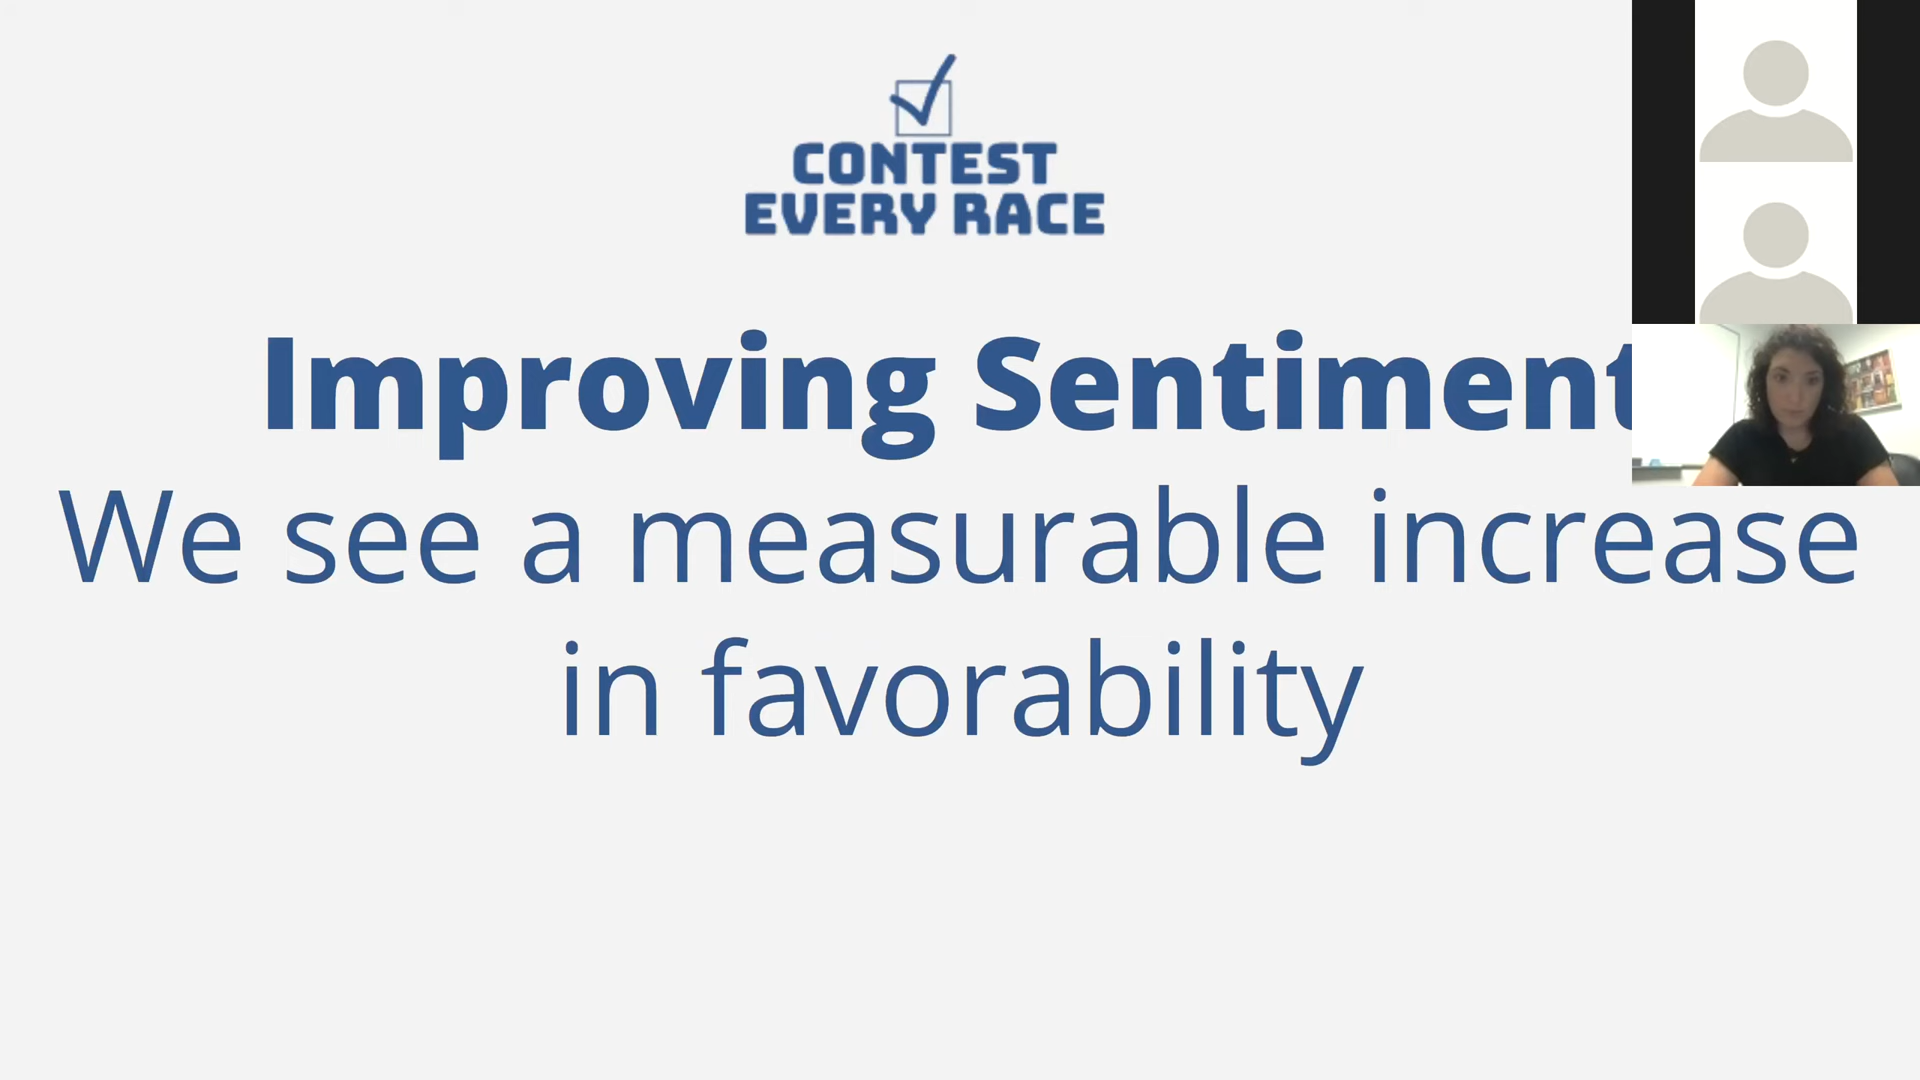 CONTEST
EVERY RACE
Improving Sentiment
We see a measurable increase
in favorability